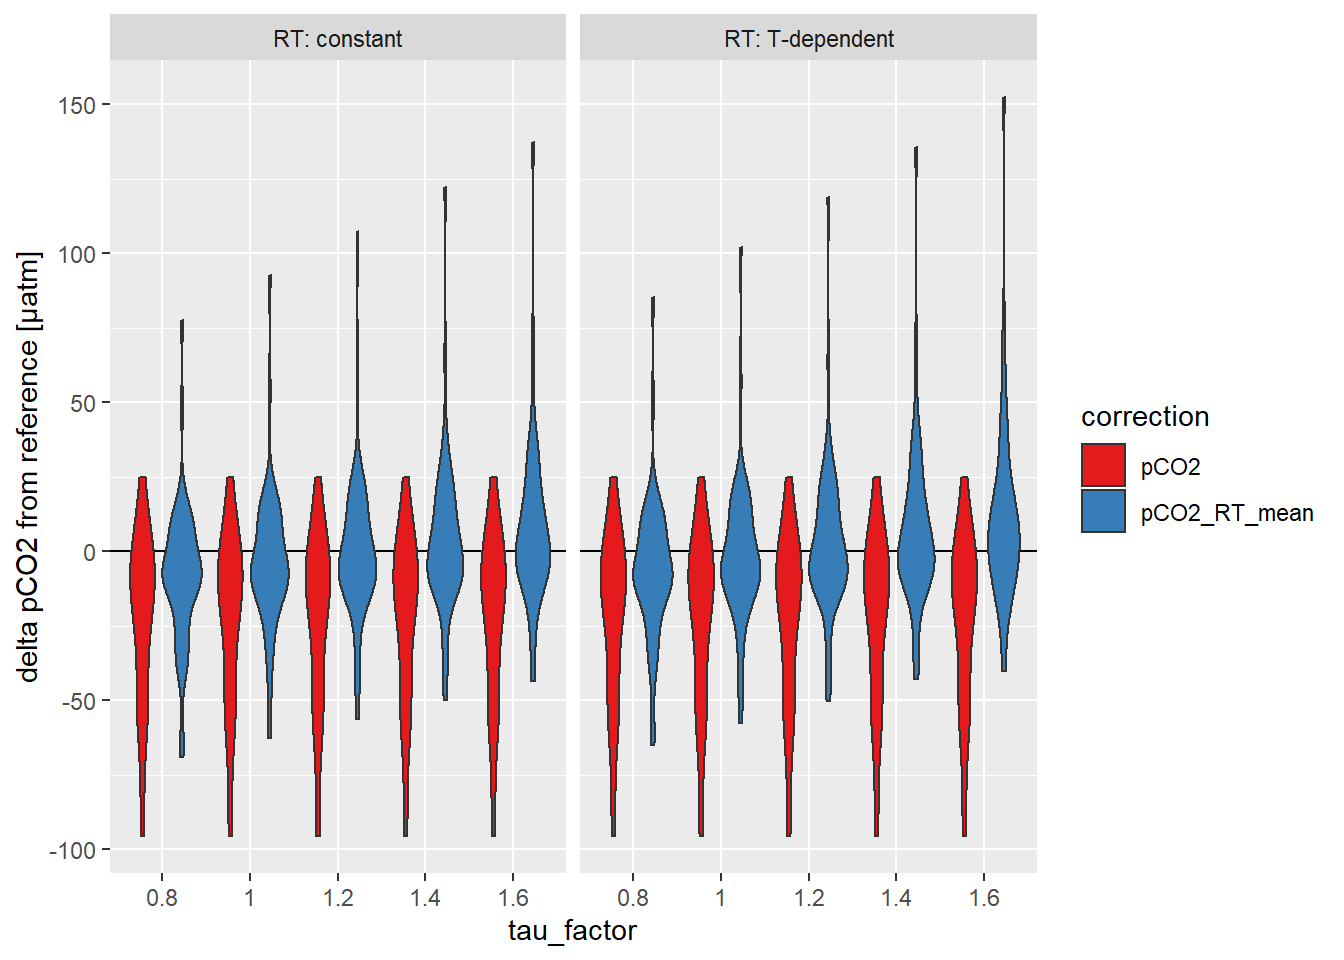 RT: constant
RT: T-dependent
150
100
50
0
-50
-100
delta pCO2 from reference [µatm]
0.8 1 1.2 1.4 1.6
0.8 1 1.2 1.4 1.6
tau_factor
correction
pCO2
pCO2_RT_mean